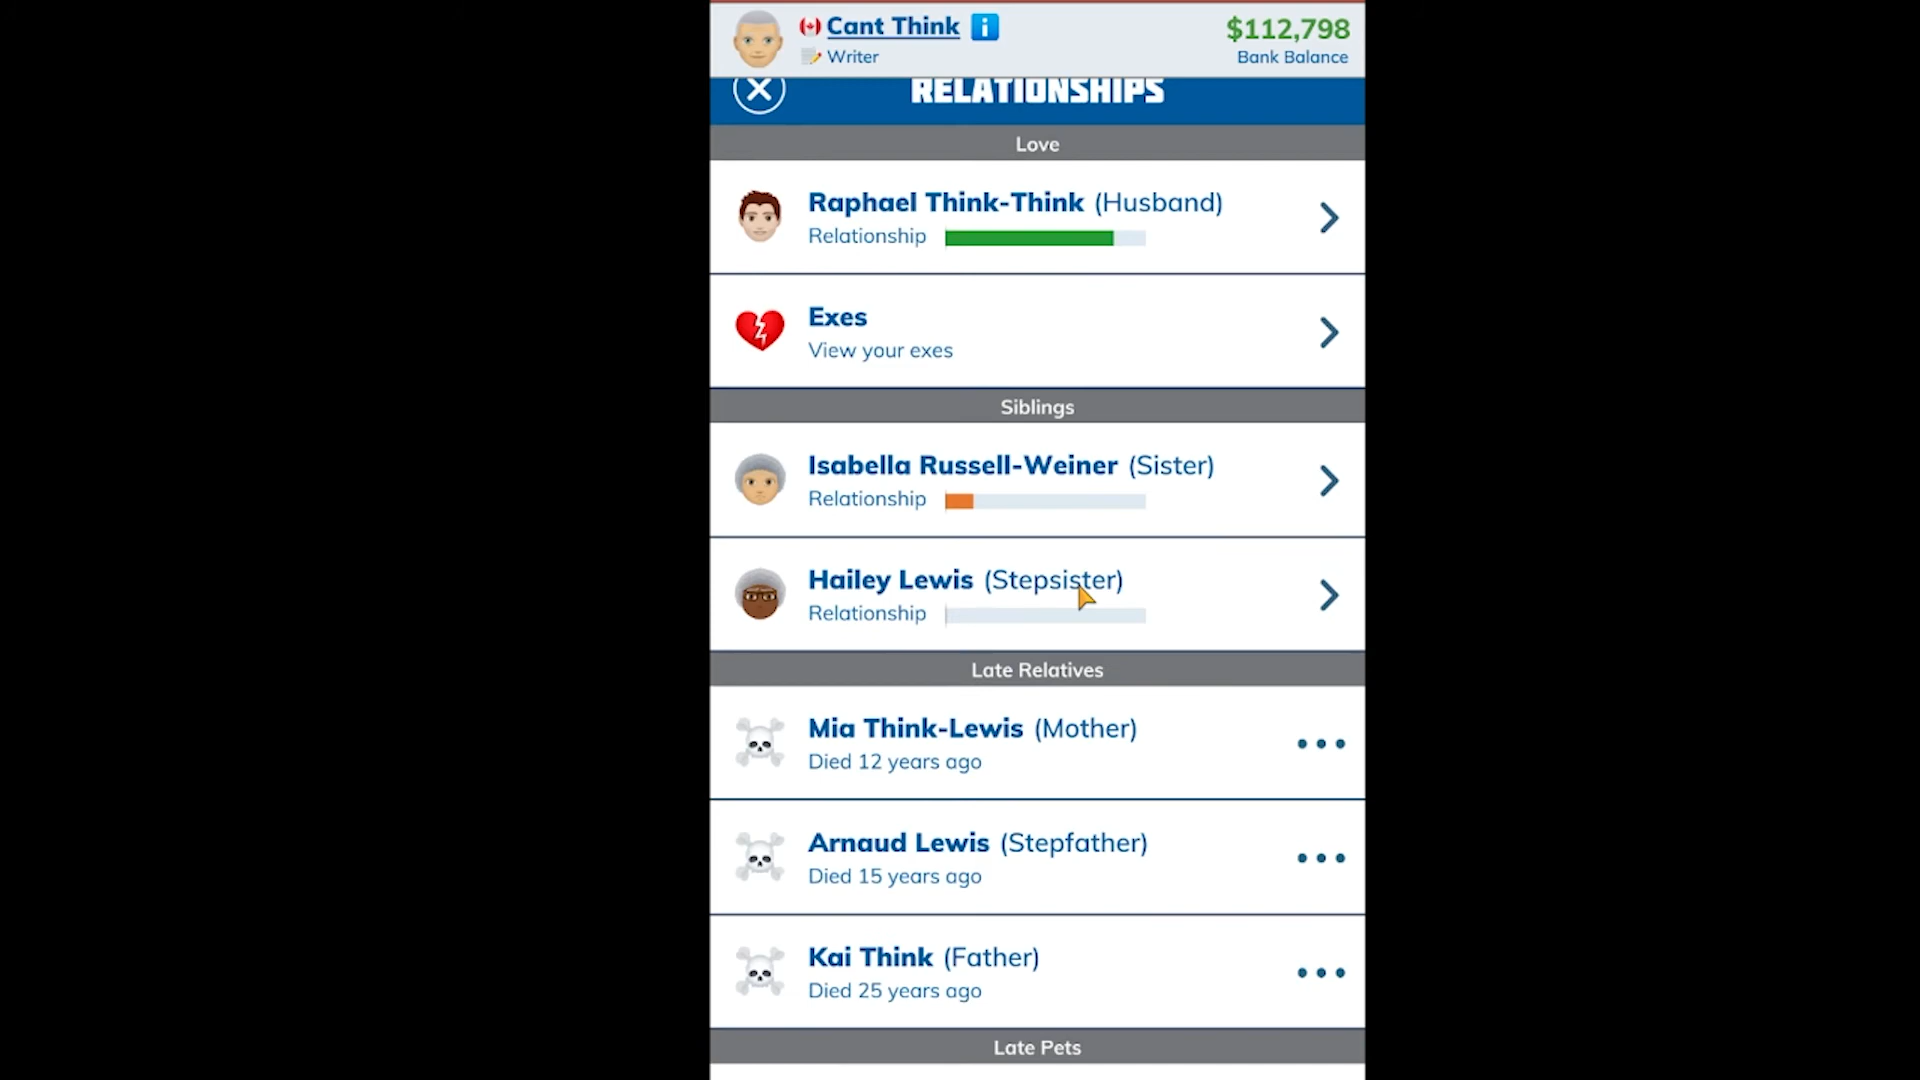 Cant Think
$112,798
Writer
Bank Balance
RELATIONSHIPS
Love
Raphael Think-Think (Husband)
Relationship
Exes
View your exes
Siblings
Isabella Russell-Weiner (Sister)
Relationship
Hailey Lewis (Stepsister)
Relationship
Late Relatives
Mia Think-Lewis (Mother)
Died 12 years ago
Arnaud Lewis (Stepfather)
Died 15 years ago
Kai Think (Father)
Died 25 years ago
Late Pets